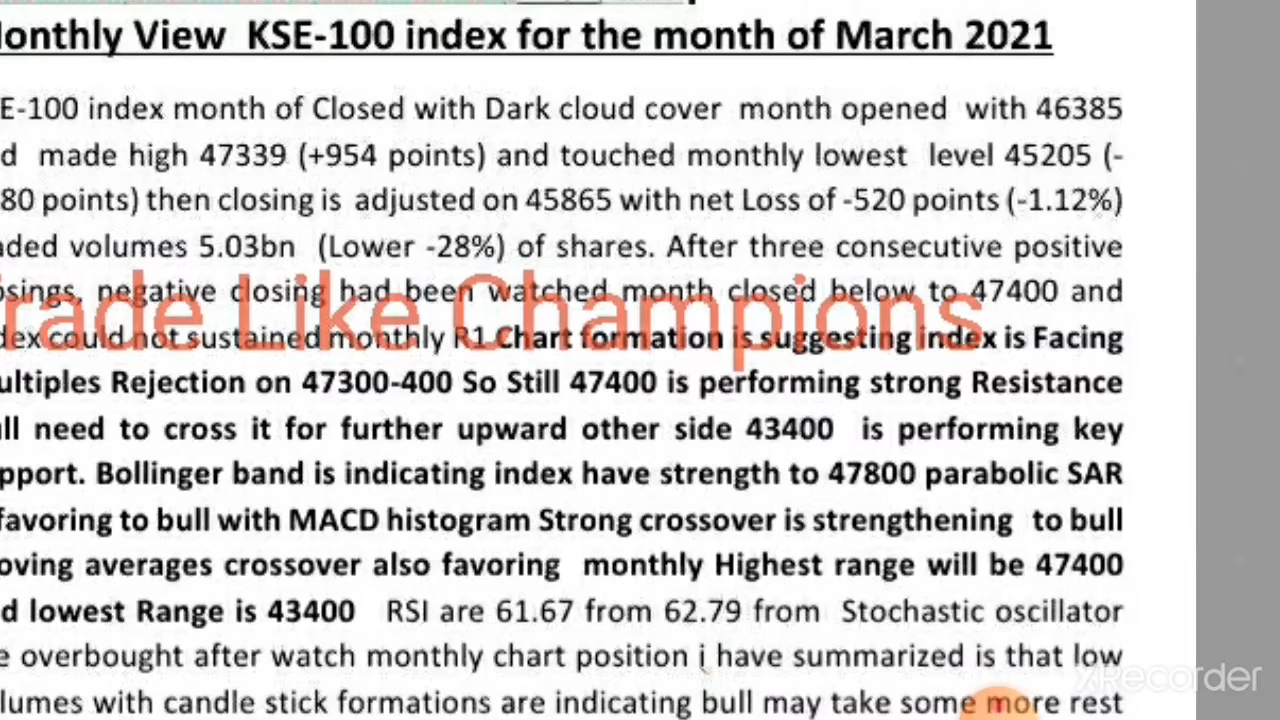 onthly View KSE-100 index for the month of March 2021
E-100 index month of Closed with Dark cloud cover month opened with 46385
d made high 47339 (+954 points) and touched monthly lowest level 45205 (-
80 points) then closing is adjusted on 45865 with net Loss of -520 points (-1.12%)
aded volumes 5.03bn (Lower -28%) of shares. After three consecutive positive
osings, negative closing had been watched month closed below to 47400 and
rade Like Champions
dex could not sustained monthly R1 Chart formation is suggesting index is Facing
ultiples Rejection on 47300-400 So Still 47400 is performing strong Resistance
ll need to cross it for further upward other side 43400 is performing key
pport. Bollinger band is indicating index have strength to 47800 parabolic SAR
favoring to bull with MACD histogram Strong crossover is strengthening to bull
oving averages crossover also favoring monthly Highest range will be 47400
d lowest Range is 43400 RSI are 61.67 from 62.79 from Stochastic oscillator
e overbought after watch monthly chart position i have summarized is that low
lumes with candle stick formations are indicating bull may take some more rest
XRecorder